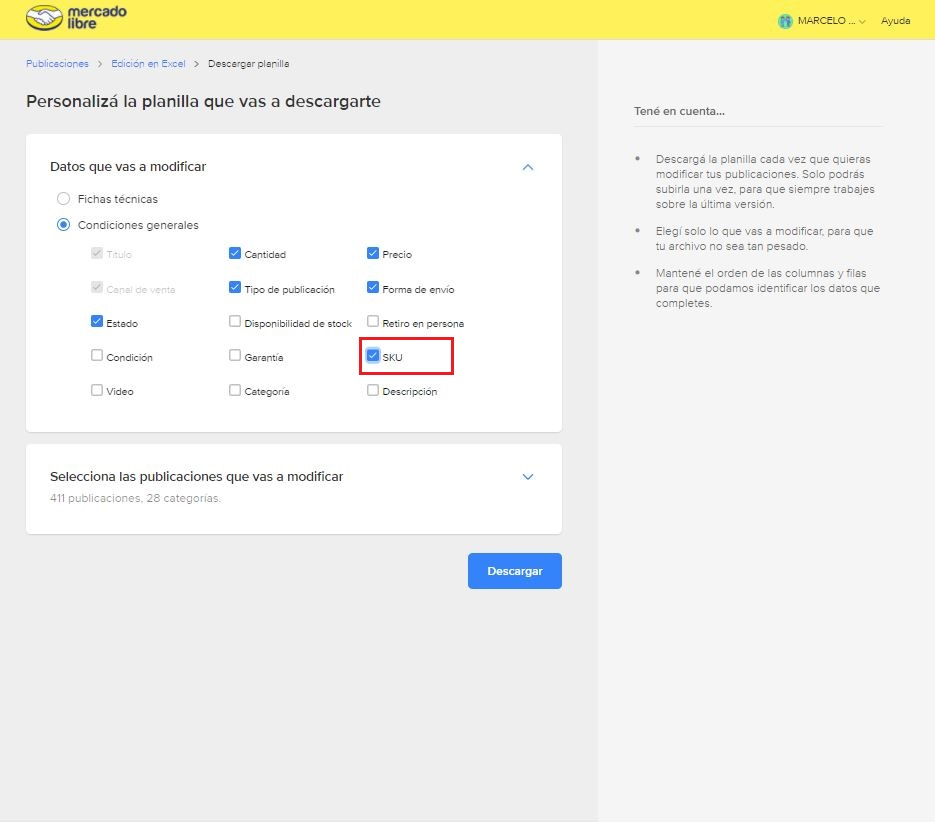 mercado
libre
MARCELO ...
Ayuda
Publicaciones > Edición en Excel > Descargar planilla
Personalizá la planilla que vas a descargarte
Datos que vas a modificar
Fichas técnicas
Condiciones generales
Título
Cantidad
Precio
Canal de venta
Tipo de publicación
Forma de envío
Estado
Disponibilidad de stock
Retiro en persona
Condición
Garantía
SKU
Video
Categoría
Descripción
Selecciona las publicaciones que vas a modificar
411 publicaciones, 28 categorías.
Descargar
Tené en cuenta...
• Descargá la planilla cada vez que quieras
modificar tus publicaciones. Solo podrás
subirla una vez, para que siempre trabajes
sobre la última versión.
• Elegí solo lo que vas a modificar, para que
tu archivo no sea tan pesado.
• Mantené el orden de las columnas y filas
para que podamos identificar los datos que
completes.